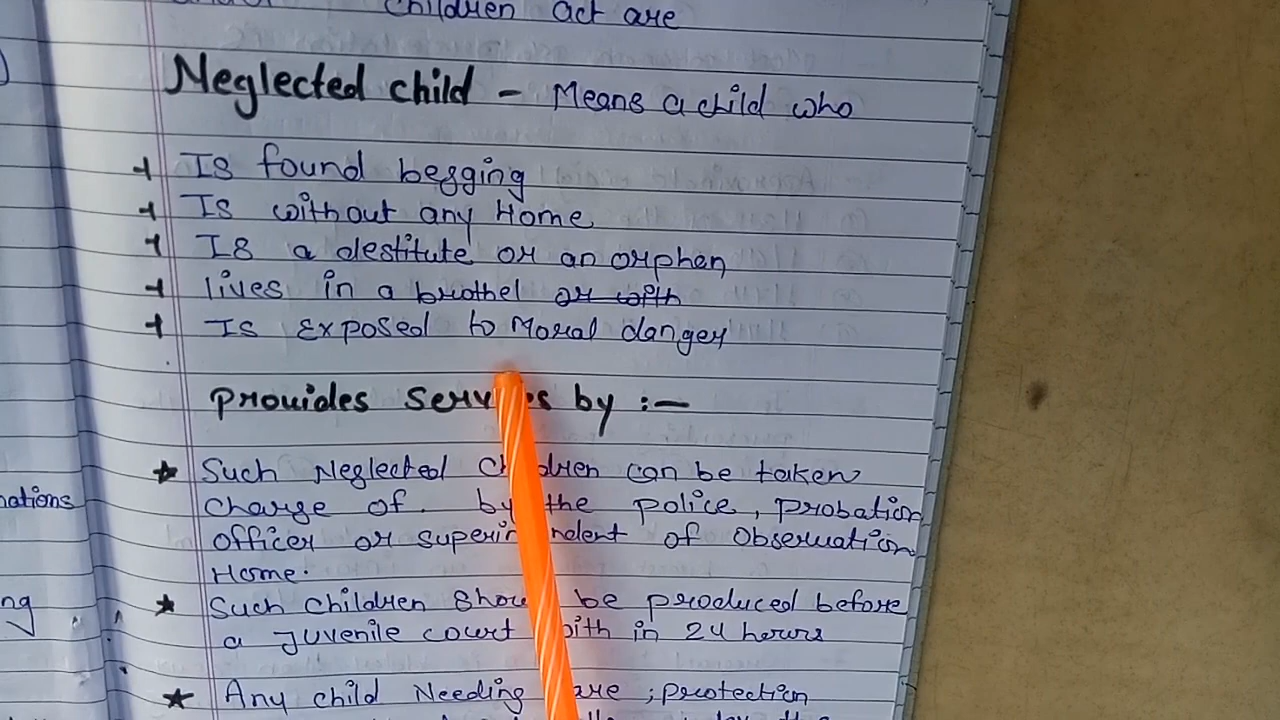 Children Act are
Neglected child - Means a child who
+ Is found begging
+ Is without any Home
+ Is a destitute or an orphen
+ lives in a brothel or with
+ Is Exposed to Moral danger
provides by :-
★ Such Neglected can be taken
charge of. by the police, probation
officer or of Observation
Home.
★ Such children be produced before
a Juvenile court in 24 hours
★ Any child Needing ; protection
nations
ng